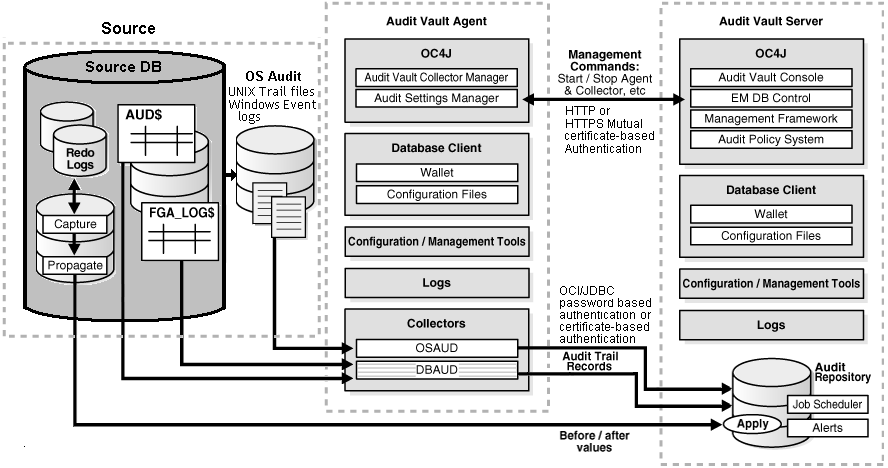 Source
Source DB
Redo
Logs
Capture
Propagate
AUD$
FGA_LOG$
OS Audit
UNIX Trail files
Windows Event
logs
Audit Vault Agent
OC4J
Audit Vault Collector Manager
Audit Settings Manager
Database Client
Wallet
Configuration Files
Configuration / Management Tools
Logs
Collectors
OSAUD
DBAUD
Management
Commands:
Start / Stop Agent
& Collector, etc
HTTP or
HTTPS Mutual
certificate-based
Authentication
OCI/JDBC
password based
authentication or
certificate-based
authentication
Audit Trail
Records
Before / after
values
Audit Vault Server
OC4J
Audit Vault Console
EM DB Control
Management Framework
Audit Policy System
Database Client
Wallet
Configuration Files
Configuration / Management Tools
Logs
Audit
Repository
Job Scheduler
Apply
Alerts